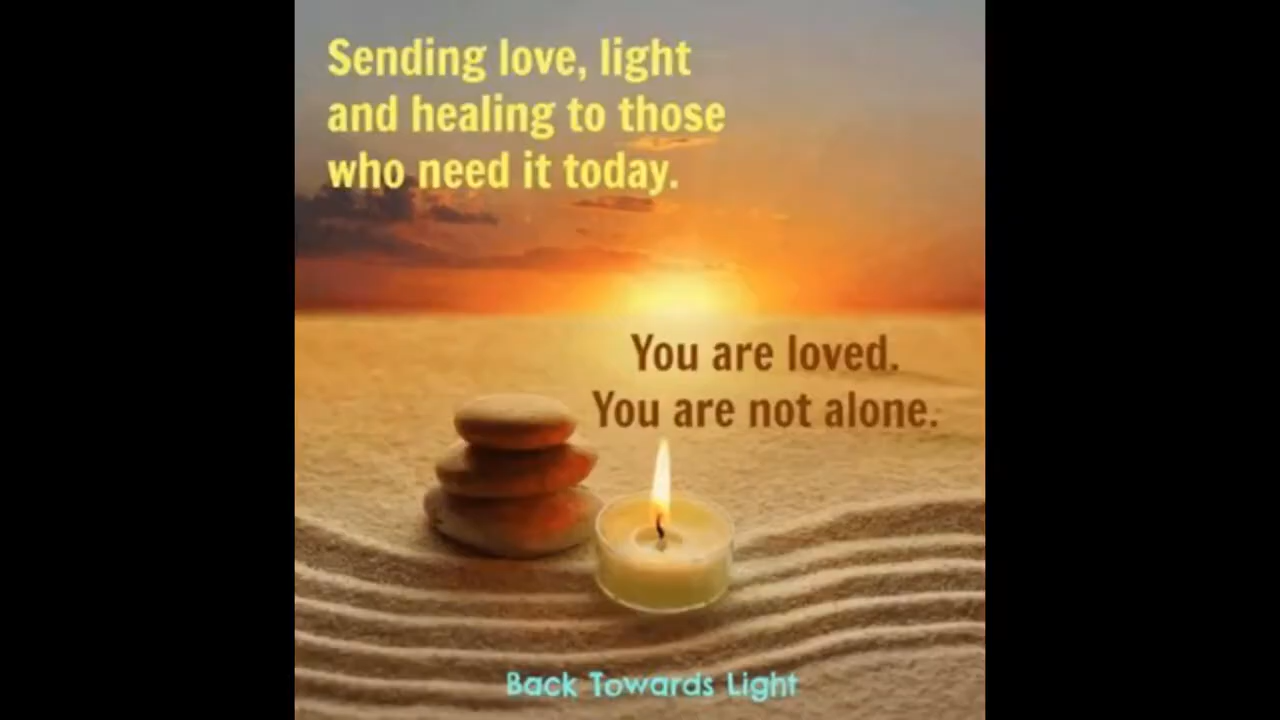 Sending love, light
and healing to those
who need it today.
You are loved.
You are not alone.
Back Towards Light